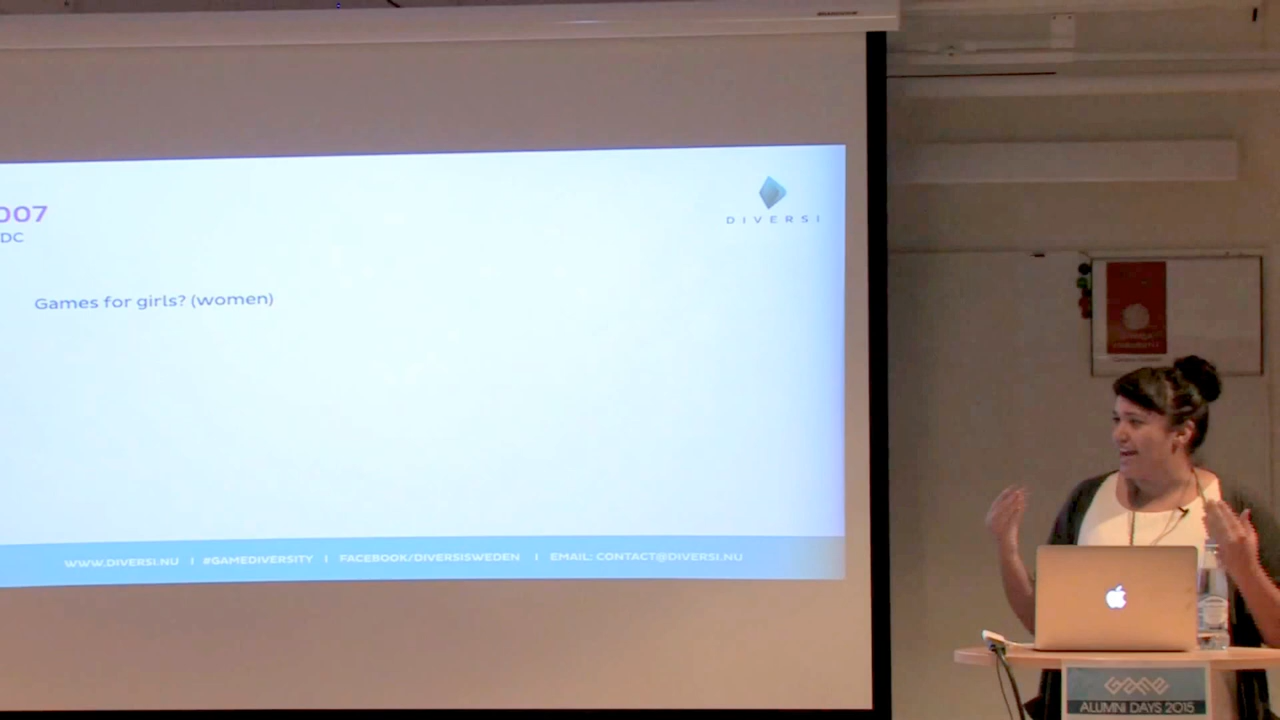 007
DC
DIVERSI
Games for girls? (women)
WWW.DIVERSI.NU I #GAMEDIVERSITY I FACEBOOK/DIVERSISWEDEN I EMAIL: CONTACT@DIVERSI.NU
GAME
ALUMNI DAYS 2015